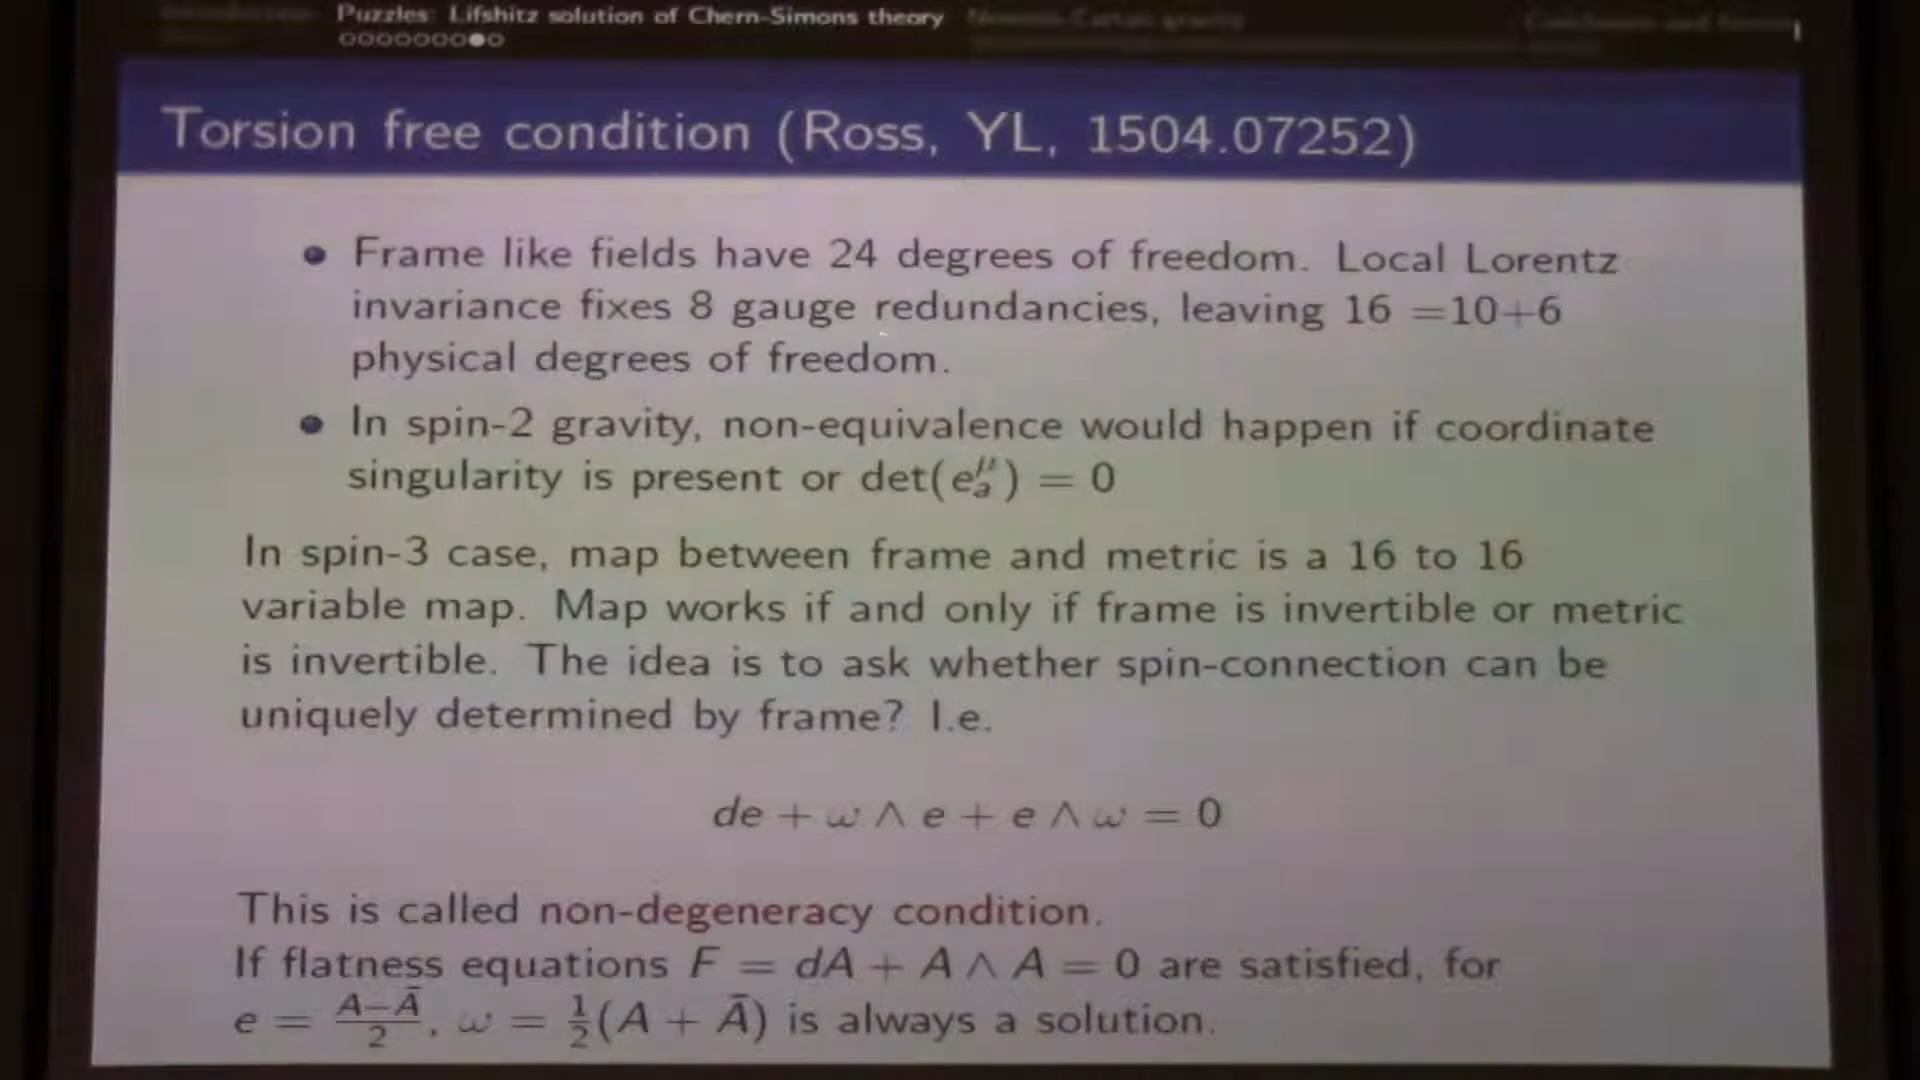 Puzzles: Lifshitz solution of Chern-Simons theory
Torsion free condition (Ross, YL, 1504.07252)
Frame like fields have 24 degrees of freedom. Local Lorentz
invariance fixes 8 gauge redundancies, leaving 16 =10+6
physical degrees of freedom.
In spin-2 gravity, non-equivalence would happen if coordinate
singularity is present or det(e_a^μ) = 0
In spin-3 case, map between frame and metric is a 16 to 16
variable map. Map works if and only if frame is invertible or metric
is invertible. The idea is to ask whether spin-connection can be
uniquely determined by frame? I.e.
de + ω ∧ e + e ∧ ω = 0
This is called non-degeneracy condition.
If flatness equations F = dA + A ∧ A = 0 are satisfied, for
e = (A−Ā)/2, ω = ½(A + Ā) is always a solution.